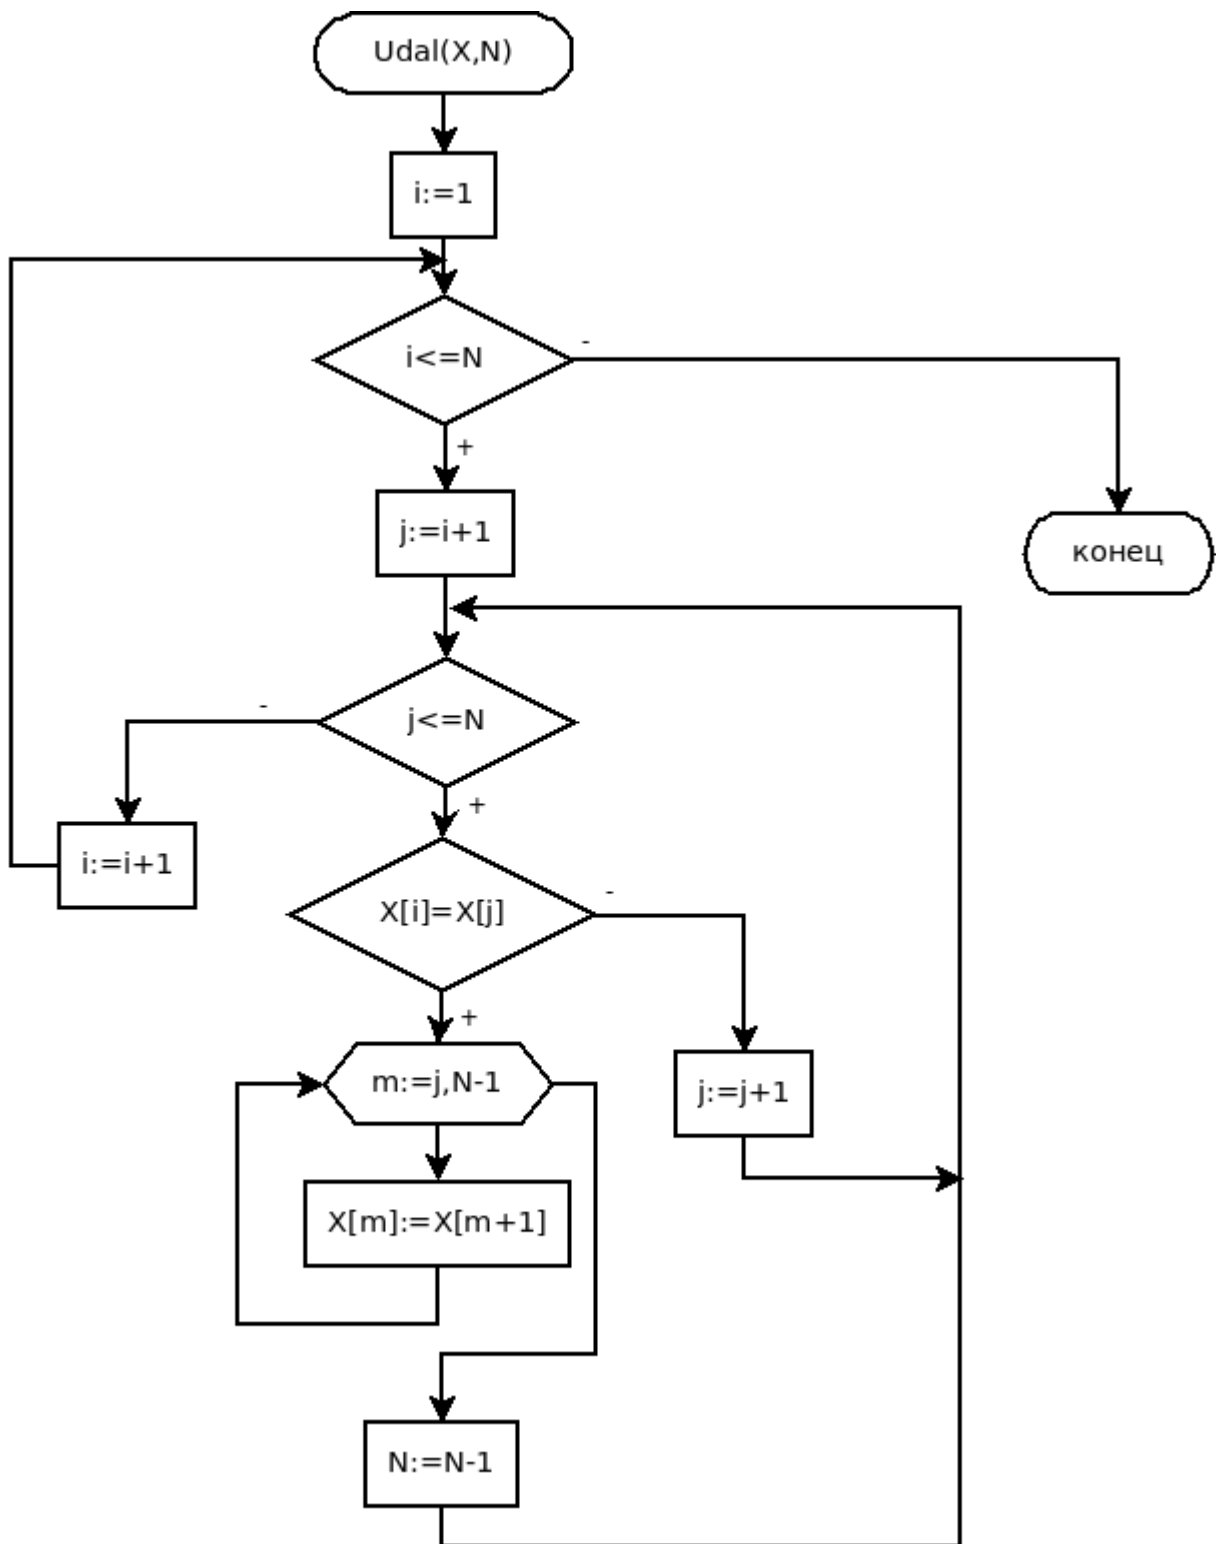 Udal(X,N)
i:=1
i<=N
-
+
j:=i+1
конец
j<=N
-
+
i:=i+1
X[i]=X[j]
-
+
m:=j,N-1
j:=j+1
X[m]:=X[m+1]
N:=N-1